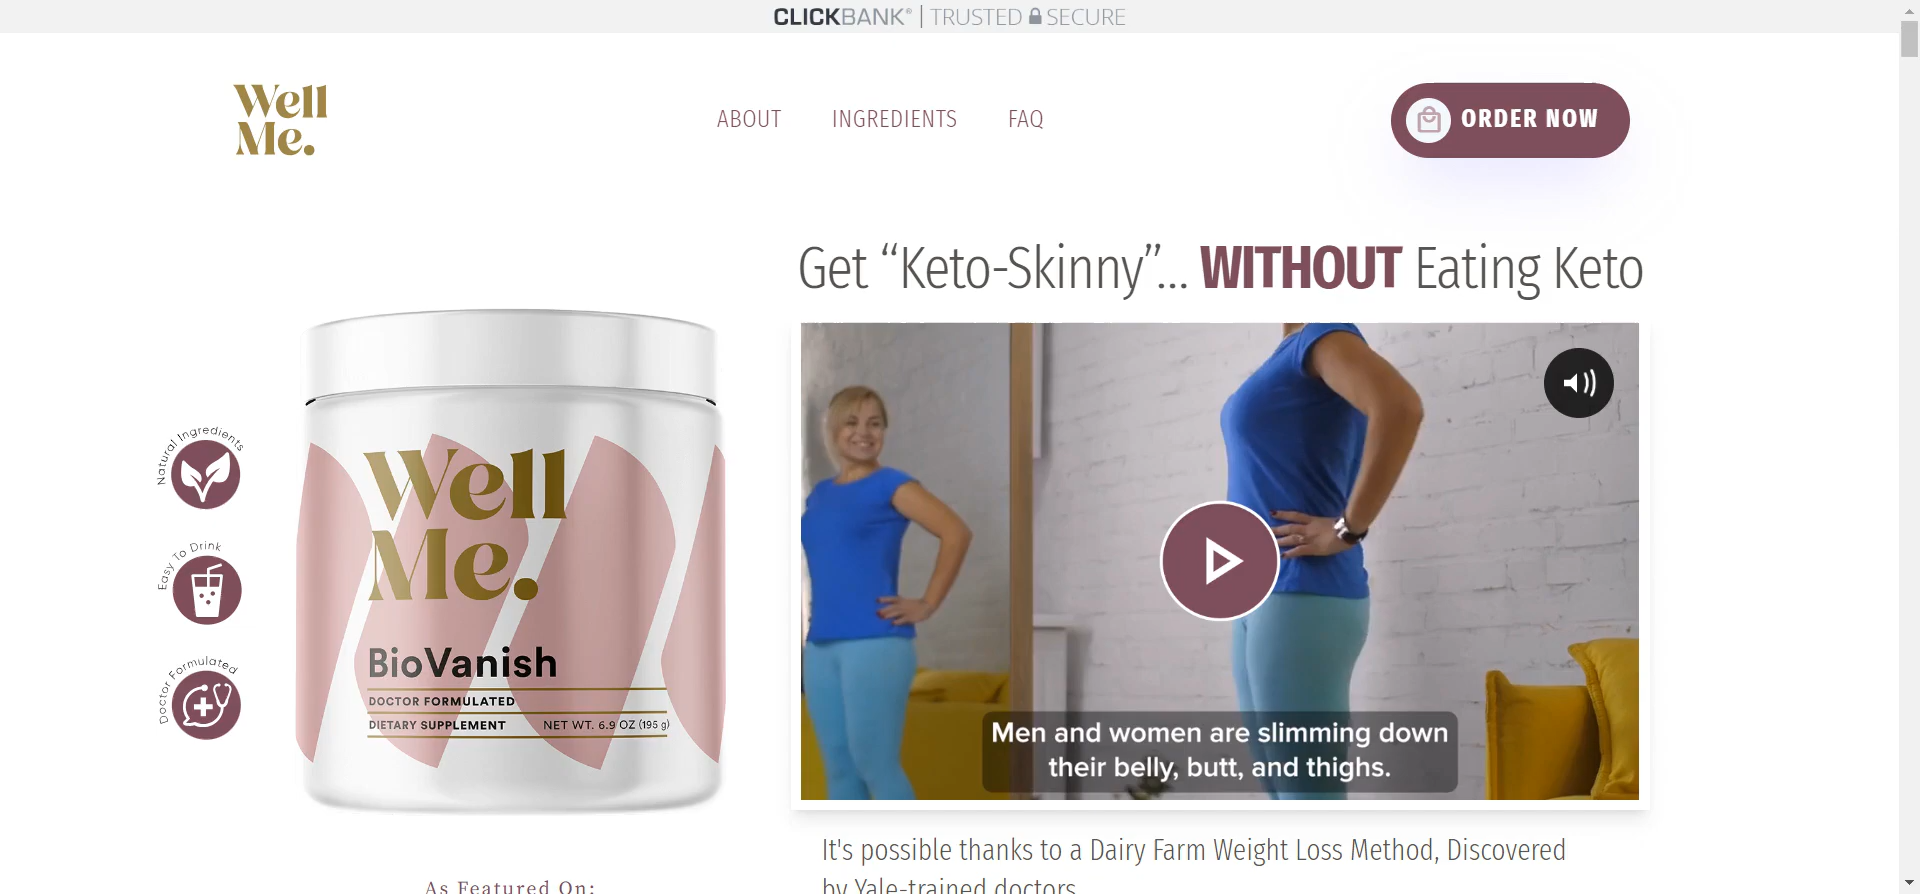 CLICKBANK® | TRUSTED SECURE
Well
Me.
ABOUT
INGREDIENTS
FAQ
ORDER NOW
Get “Keto-Skinny”... WITHOUT Eating Keto
Natural Ingredients
Easy To Drink
Doctor Formulated
Well
Me.
BioVanish
DOCTOR FORMULATED
DIETARY SUPPLEMENT NET WT. 6.9 OZ (195 g)
Men and women are slimming down
their belly, butt, and thighs.
It's possible thanks to a Dairy Farm Weight Loss Method, Discovered
by Yale-trained doctors
As Featured On: